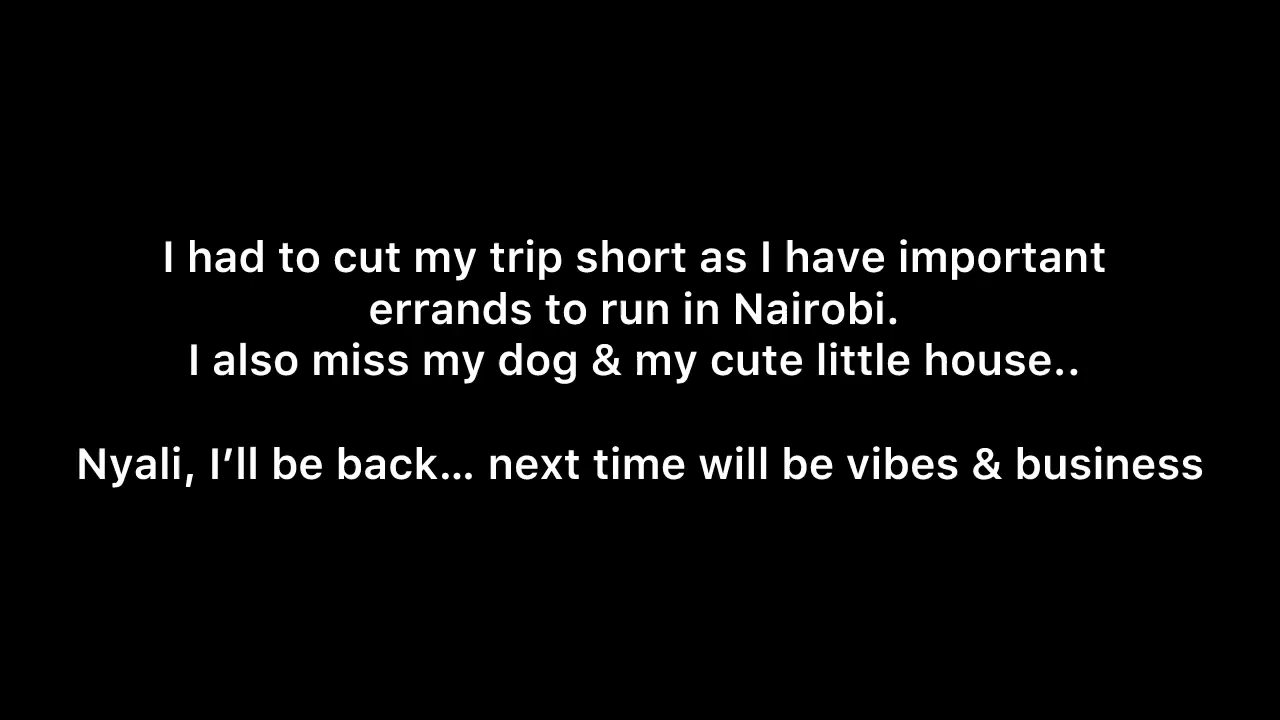 I had to cut my trip short as I have important
errands to run in Nairobi.
I also miss my dog & my cute little house..
Nyali, I’ll be back… next time will be vibes & business